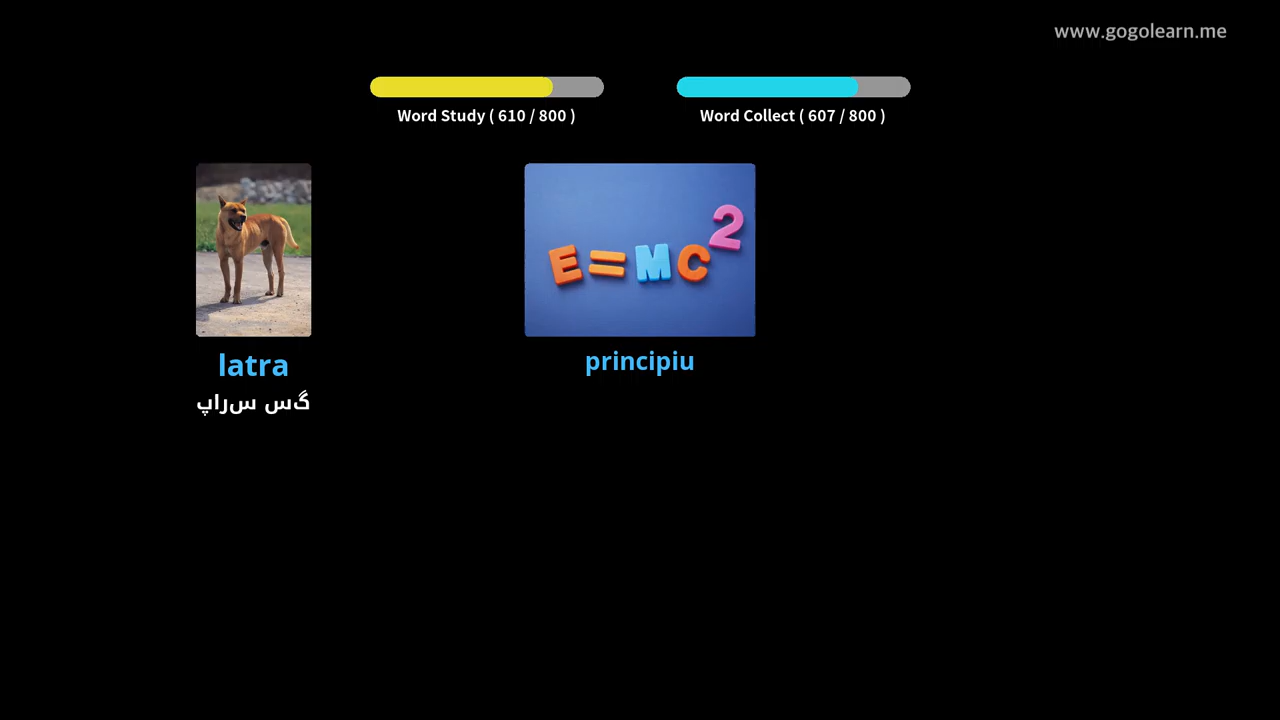 www.gogolearn.me
Word Study ( 610 / 800 )
Word Collect ( 607 / 800 )
E=MC²
latra
گس سراپ
principiu